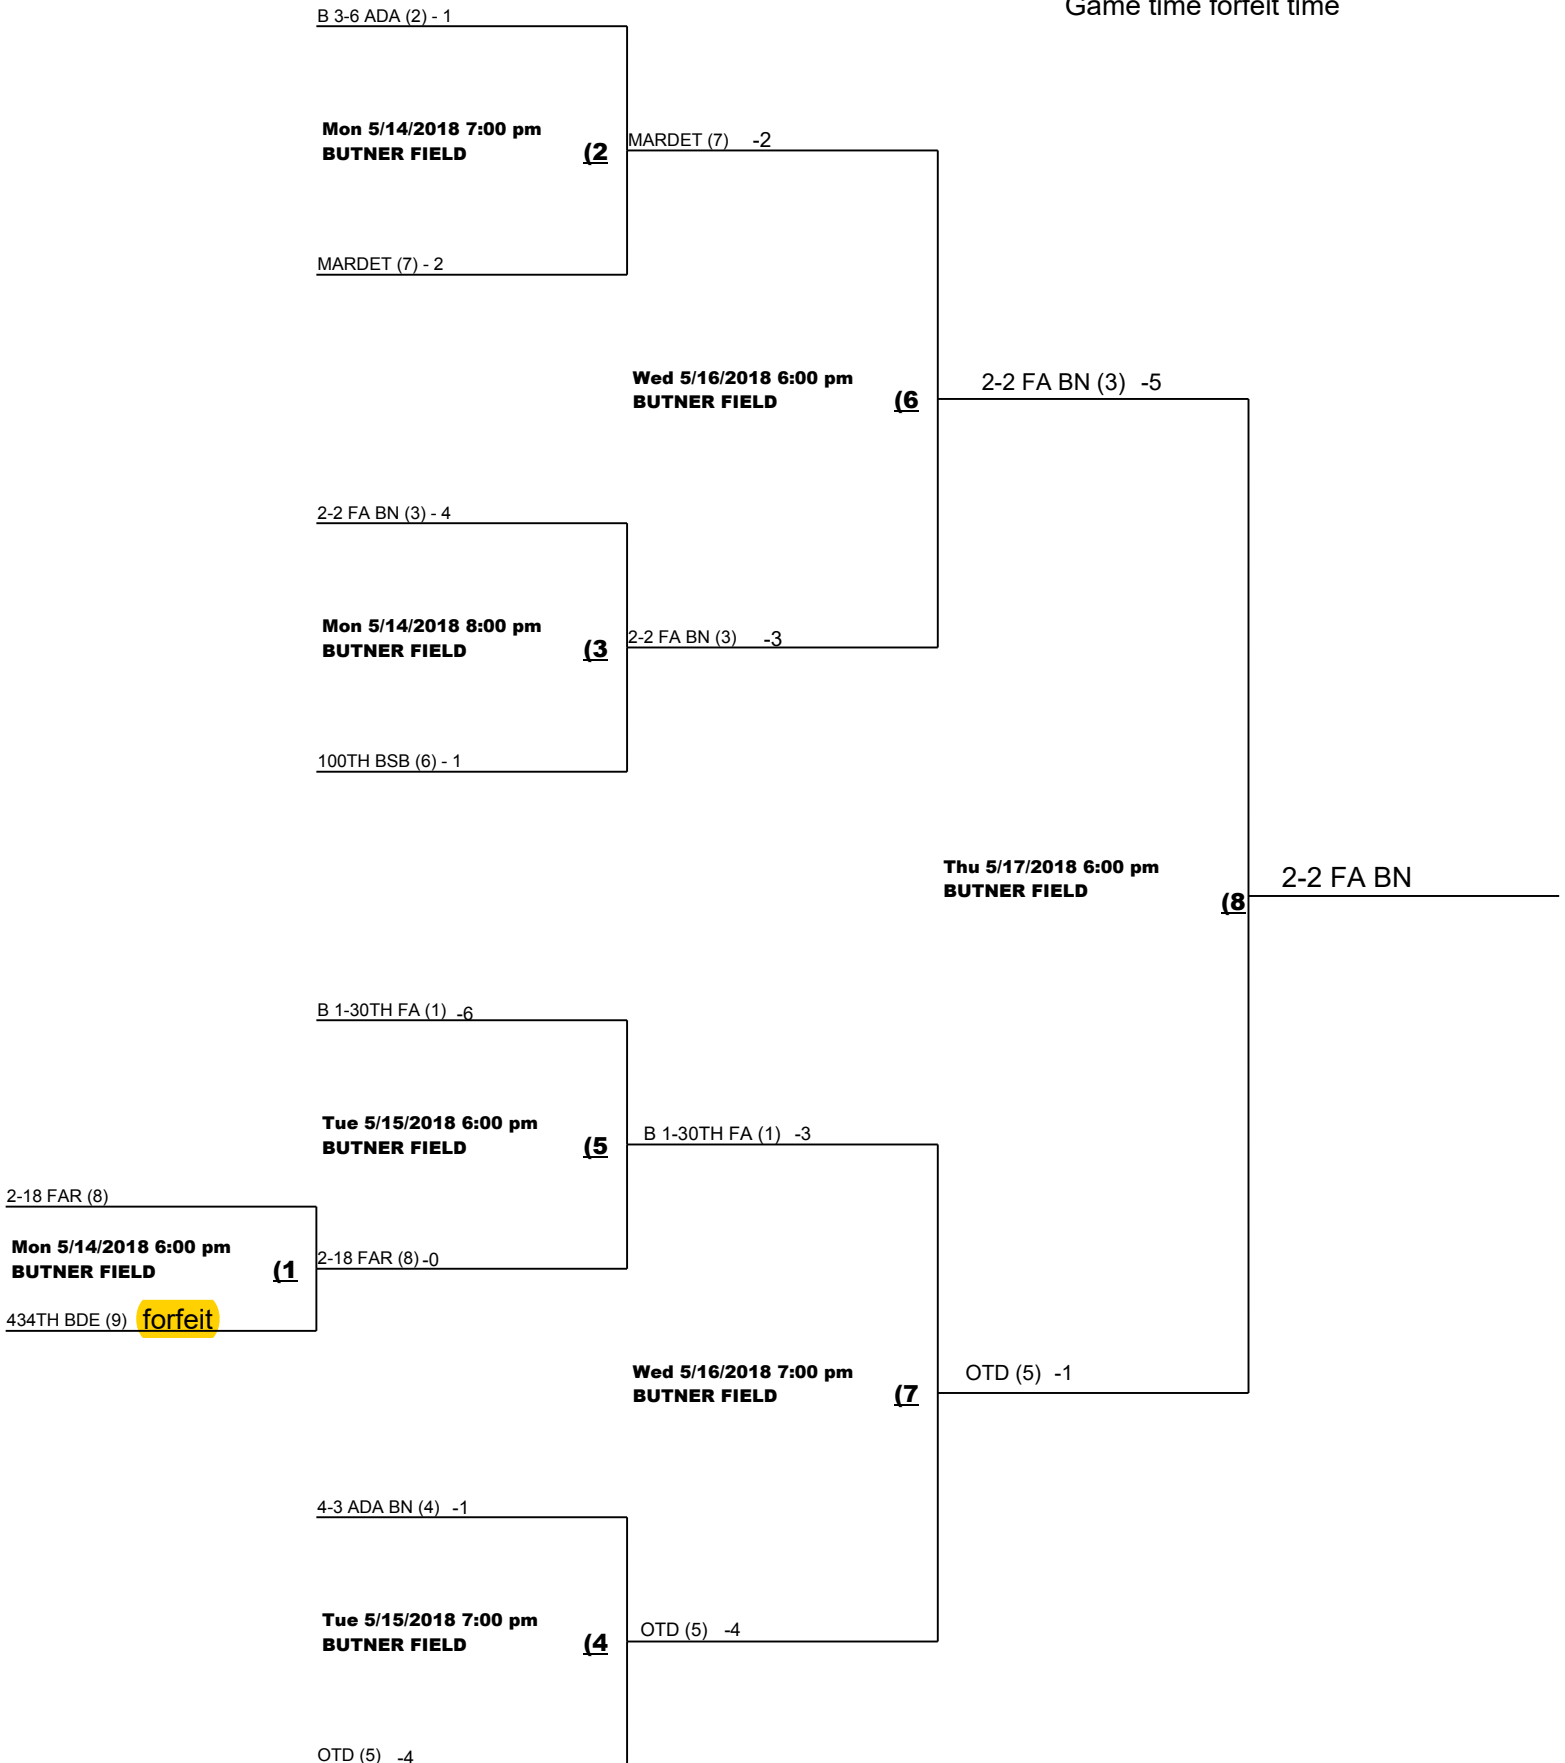 Game time forfeit time
B 3-6 ADA (2) - 1
Mon 5/14/2018 7:00 pm
BUTNER FIELD
(2
MARDET (7) -2
MARDET (7) - 2
Wed 5/16/2018 6:00 pm
BUTNER FIELD
(6
2-2 FA BN (3) -5
2-2 FA BN (3) - 4
Mon 5/14/2018 8:00 pm
BUTNER FIELD
(3
2-2 FA BN (3) -3
100TH BSB (6) - 1
Thu 5/17/2018 6:00 pm
BUTNER FIELD
(8
2-2 FA BN
B 1-30TH FA (1) -6
Tue 5/15/2018 6:00 pm
BUTNER FIELD
(5
B 1-30TH FA (1) -3
2-18 FAR (8)
Mon 5/14/2018 6:00 pm
BUTNER FIELD
(1
2-18 FAR (8) -0
434TH BDE (9) forfeit
Wed 5/16/2018 7:00 pm
BUTNER FIELD
(7
OTD (5) -1
4-3 ADA BN (4) -1
Tue 5/15/2018 7:00 pm
BUTNER FIELD
(4
OTD (5) -4
OTD (5) -4